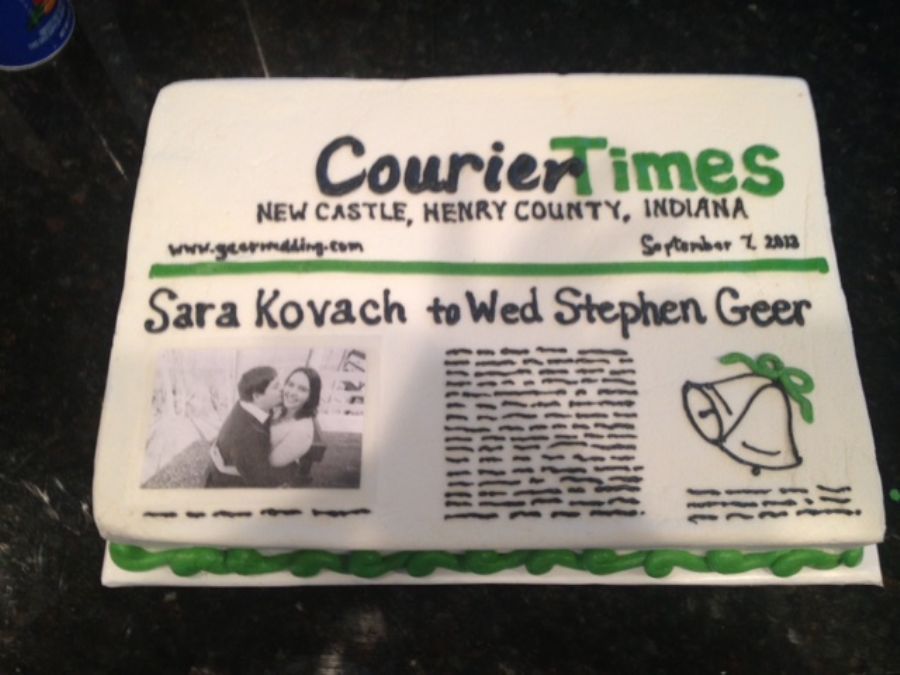 CourierTimes
NEW CASTLE, HENRY COUNTY, INDIANA
www.geerwedding.com
September 7, 2013
Sara Kovach to Wed Stephen Geer